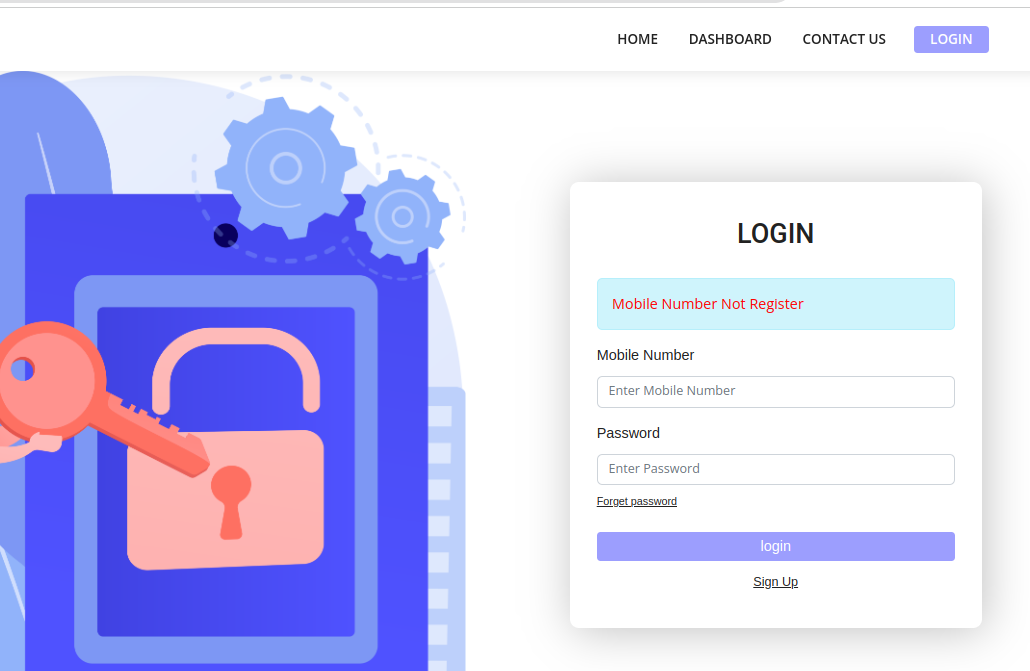 HOME DASHBOARD CONTACT US LOGIN
LOGIN
Mobile Number Not Register
Mobile Number
Enter Mobile Number
Password
Enter Password
Forget password
login
Sign Up